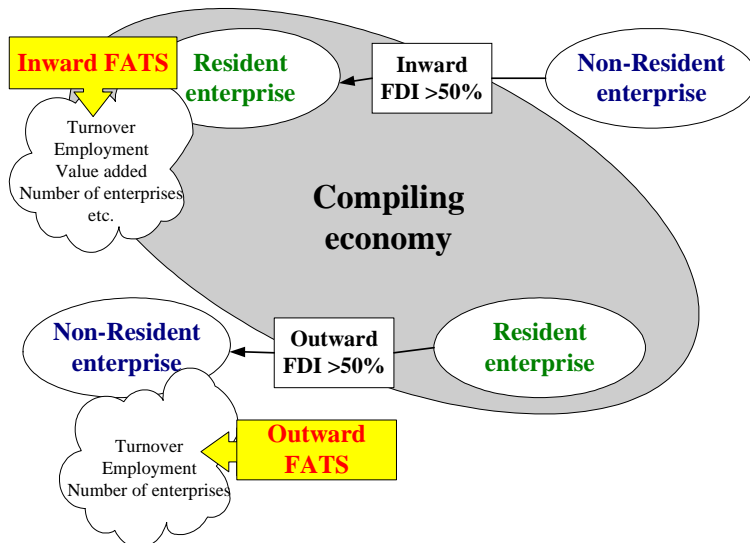 Inward FATS
Resident
enterprise
Inward
FDI >50%
Non-Resident
enterprise
Turnover
Employment
Value added
Number of enterprises
etc.
Compiling
economy
Non-Resident
enterprise
Outward
FDI >50%
Resident
enterprise
Turnover
Employment
Number of enterprises
Outward
FATS